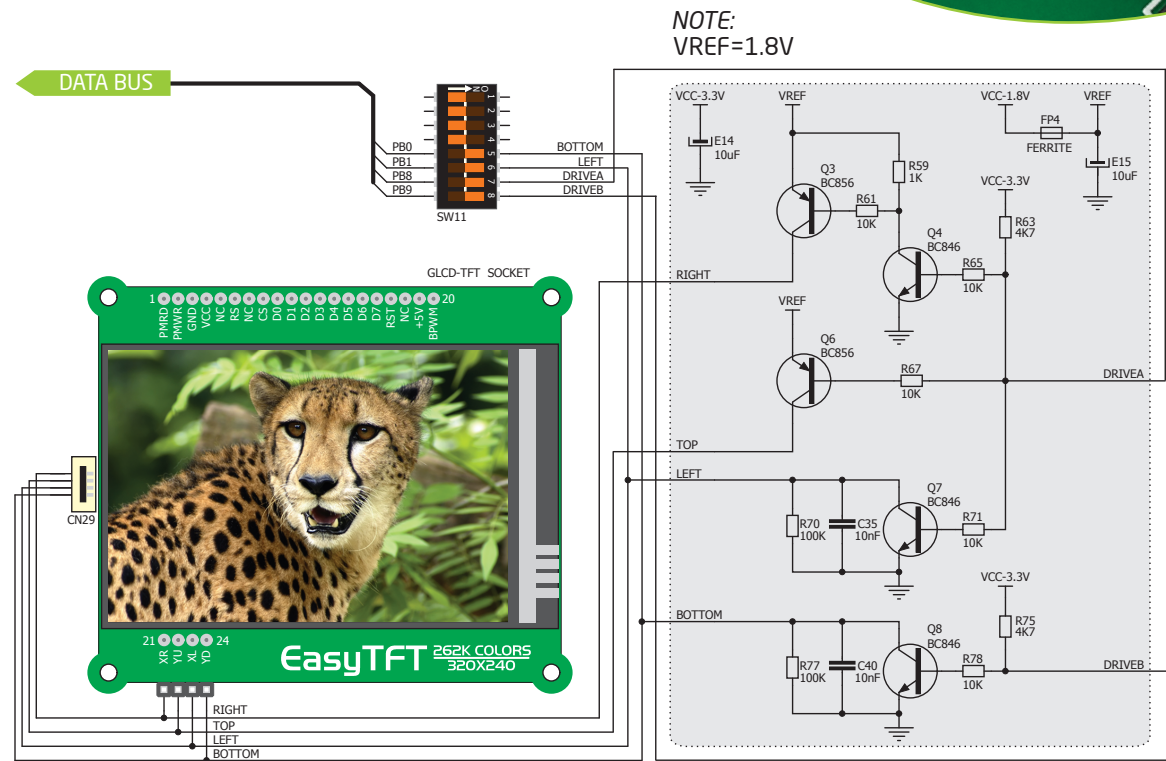 NOTE:
VREF=1.8V
DATA BUS
ON
1
2
3
4
5
6
7
8
PB0
PB1
PB8
PB9
SW11
BOTTOM
LEFT
DRIVEA
DRIVEB
VCC-3.3V
E14
10uF
VREF
Q3
BC856
R59
1K
R61
10K
VCC-1.8V
FP4
FERRITE
VREF
E15
10uF
VCC-3.3V
R63
4K7
Q4
BC846
R65
10K
RIGHT
VREF
Q6
BC856
R67
10K
DRIVEA
TOP
LEFT
R70
100K
C35
10nF
Q7
BC846
R71
10K
BOTTOM
R77
100K
C40
10nF
Q8
BC846
VCC-3.3V
R75
4K7
R78
10K
DRIVEB
GLCD-TFT SOCKET
1
20
PMRD
PMWR
GND
VCC
NC
RS
NC
CS
D0
D1
D2
D3
D4
D5
D6
D7
RST
NC
+5V
BPWM
CN29
21
24
XR
YU
XL
YD
EasyTFT
262K COLORS
320X240
RIGHT
TOP
LEFT
BOTTOM